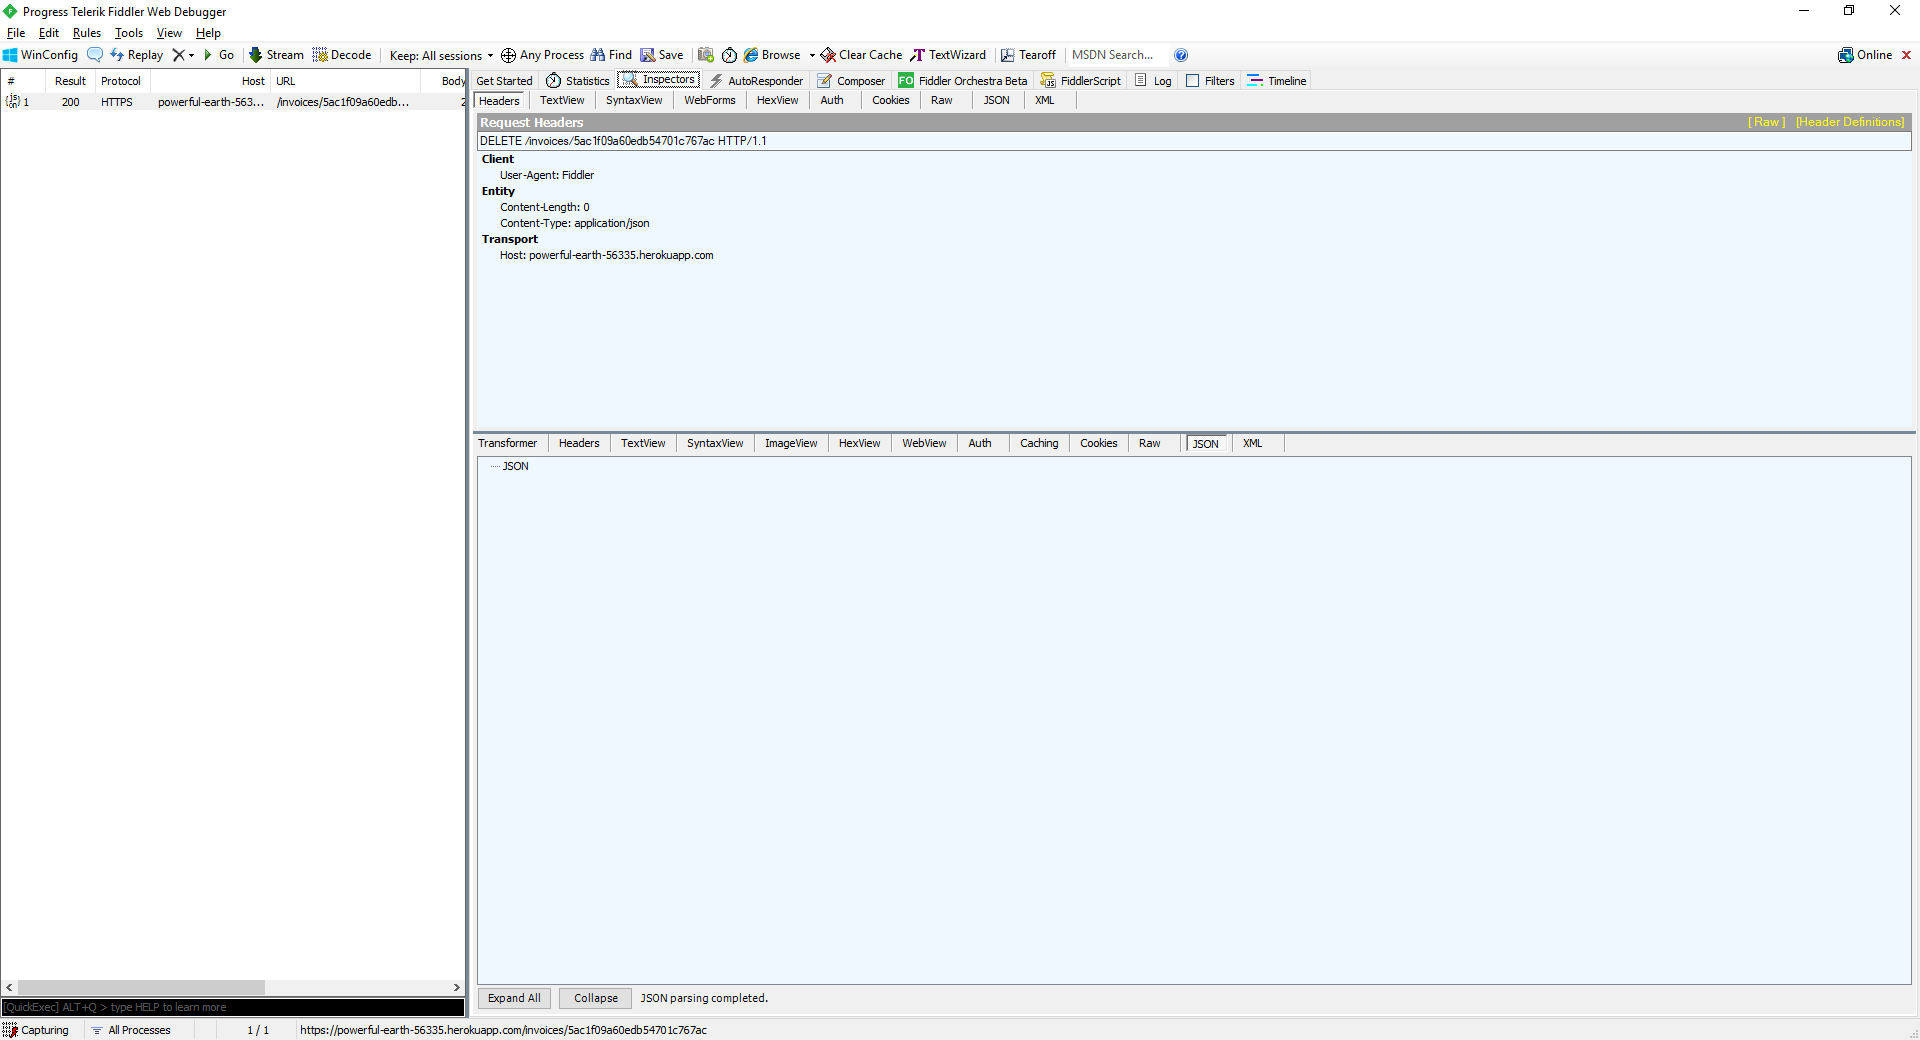 Progress Telerik Fiddler Web Debugger
File Edit Rules Tools View Help
WinConfig Replay Go Stream Decode Keep: All sessions Any Process Find Save Browse Clear Cache TextWizard Tearoff MSDN Search... Online
# Result Protocol Host URL Body
1 200 HTTPS powerful-earth-563... /invoices/5ac1f09a60edb... 2
Get Started Statistics Inspectors AutoResponder Composer FO Fiddler Orchestra Beta FiddlerScript Log Filters Timeline
Headers TextView SyntaxView WebForms HexView Auth Cookies Raw JSON XML
Request Headers [ Raw ] [Header Definitions]
DELETE /invoices/5ac1f09a60edb54701c767ac HTTP/1.1
Client
User-Agent: Fiddler
Entity
Content-Length: 0
Content-Type: application/json
Transport
Host: powerful-earth-56335.herokuapp.com
Transformer Headers TextView SyntaxView ImageView HexView WebView Auth Caching Cookies Raw JSON XML
JSON
Expand All Collapse JSON parsing completed.
[QuickExec] ALT+Q > type HELP to learn more
Capturing All Processes 1 / 1 https://powerful-earth-56335.herokuapp.com/invoices/5ac1f09a60edb54701c767ac